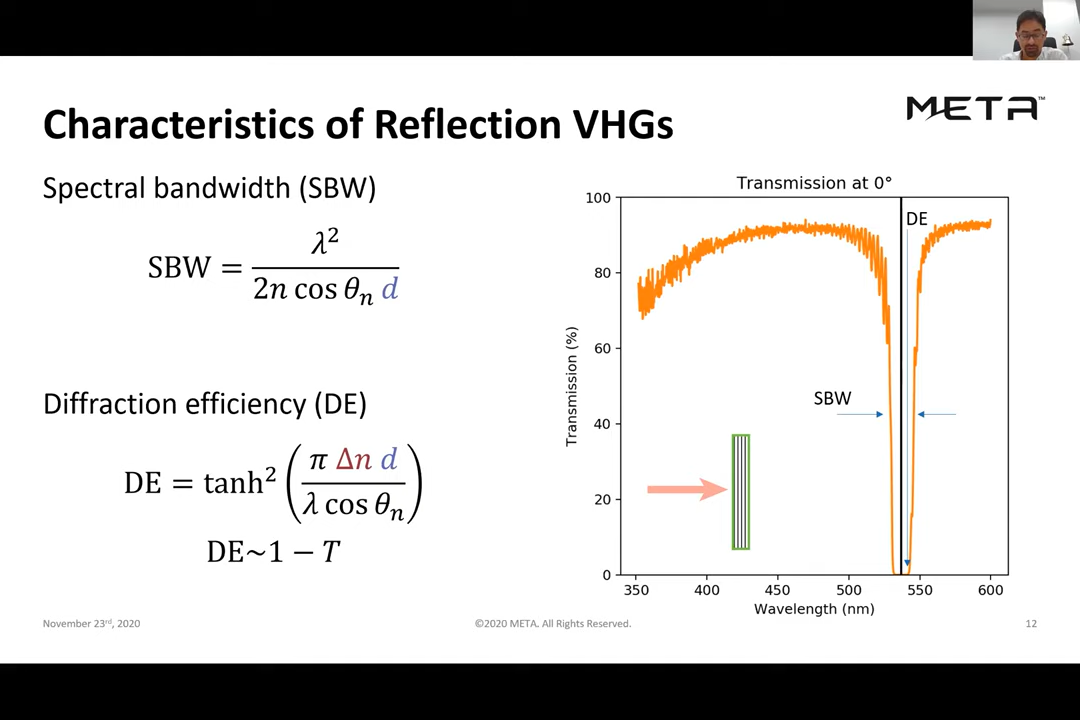 Characteristics of Reflection VHGs
META™
Spectral bandwidth (SBW)
SBW = λ² / (2n cos θₙ d)
Diffraction efficiency (DE)
DE = tanh² (π Δn d / λ cos θₙ)
DE~1 − T
Transmission at 0°
Transmission (%)
100
80
60
40
20
0
DE
SBW
350 400 450 500 550 600
Wavelength (nm)
November 23rd, 2020
©2020 META. All Rights Reserved.
12